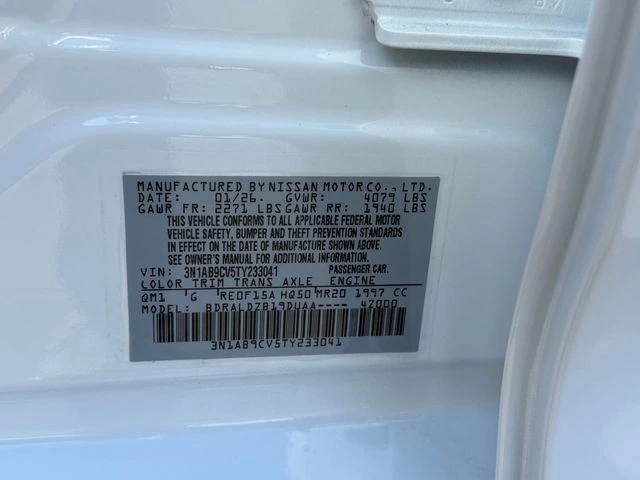 MANUFACTURED BY NISSAN MOTOR CO., LTD.
DATE: 01/26. GVWR: 4079 LBS
GAWR FR: 2271 LBS GAWR RR: 1940 LBS
THIS VEHICLE CONFORMS TO ALL APPLICABLE FEDERAL MOTOR
VEHICLE SAFETY, BUMPER AND THEFT PREVENTION STANDARDS
IN EFFECT ON THE DATE OF MANUFACTURE SHOWN ABOVE.
SEE OWNER'S MANUAL FOR ADDITIONAL INFORMATION.
VIN: 3N1AB9CV5TY233041 PASSENGER CAR.
COLOR TRIM TRANS AXLE ENGINE
QM1 'G 'RE0F15A HQ50 MR20 1997 CC
MODEL: BDRALDZB19DUAA---- 4Z000
3N1AB9CV5TY233041